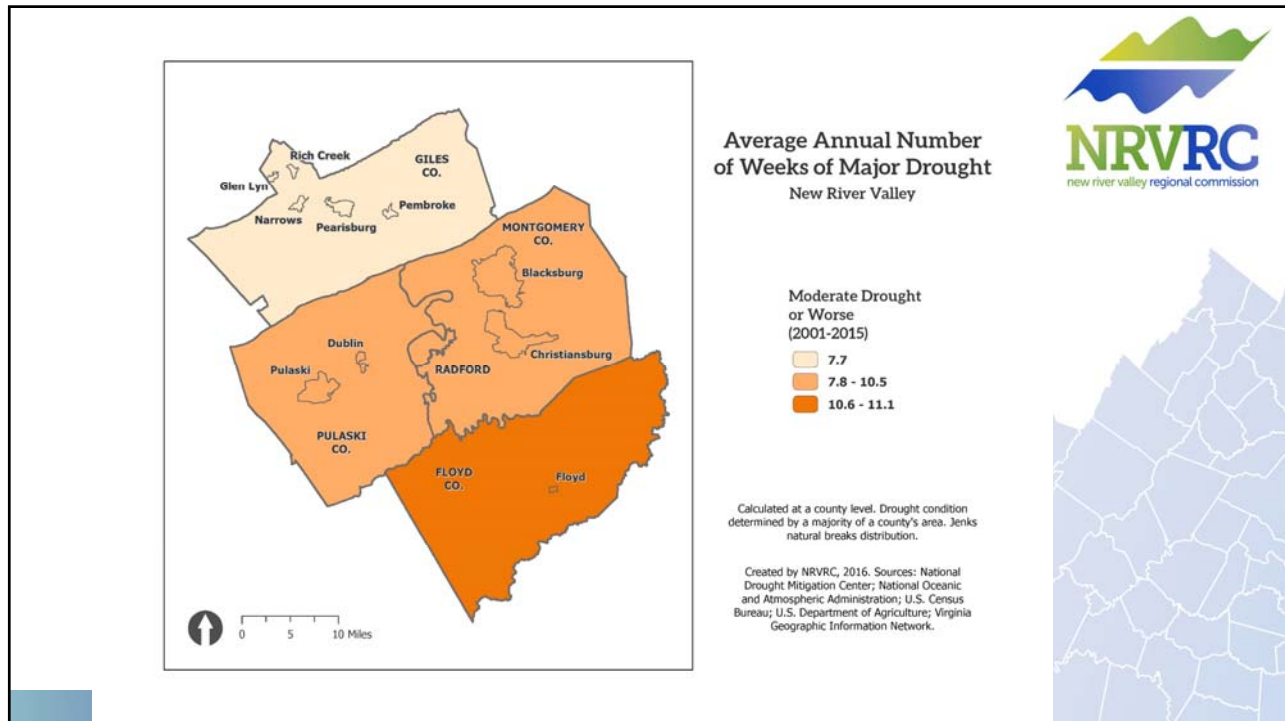 Rich Creek
GILES
CO.
Glen Lyn
Narrows
Pearisburg
Pembroke
MONTGOMERY
CO.
Blacksburg
Dublin
Christiansburg
Pulaski
RADFORD
PULASKI
CO.
FLOYD
CO.
Floyd
0 5 10 Miles
Average Annual Number
of Weeks of Major Drought
New River Valley
Moderate Drought
or Worse
(2001-2015)
7.7
7.8 - 10.5
10.6 - 11.1
Calculated at a county level. Drought condition
determined by a majority of a county's area. Jenks
natural breaks distribution.
Created by NRVRC, 2016. Sources: National
Drought Mitigation Center; National Oceanic
and Atmospheric Administration; U.S. Census
Bureau; U.S. Department of Agriculture; Virginia
Geographic Information Network.
NRVRC
new river valley regional commission